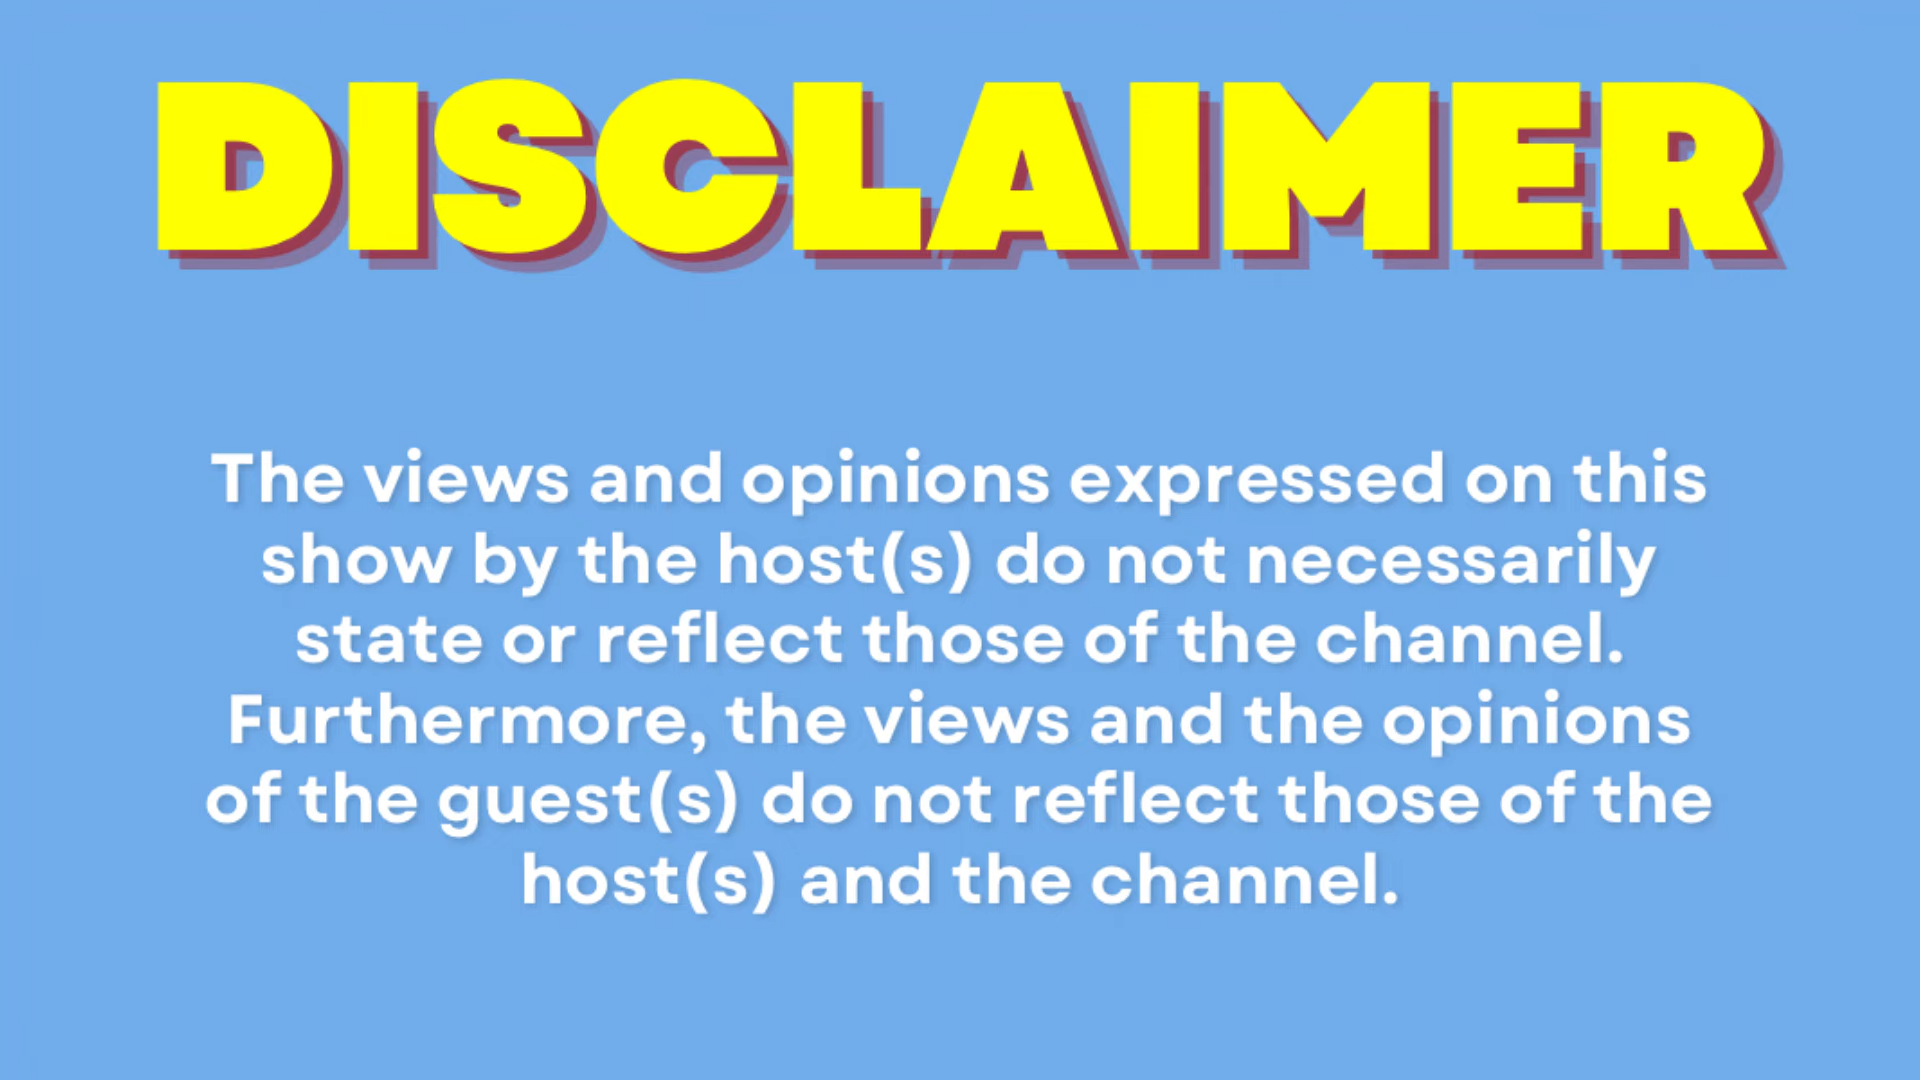 DISCLAIMER
The views and opinions expressed on this
show by the host(s) do not necessarily
state or reflect those of the channel.
Furthermore, the views and the opinions
of the guest(s) do not reflect those of the
host(s) and the channel.